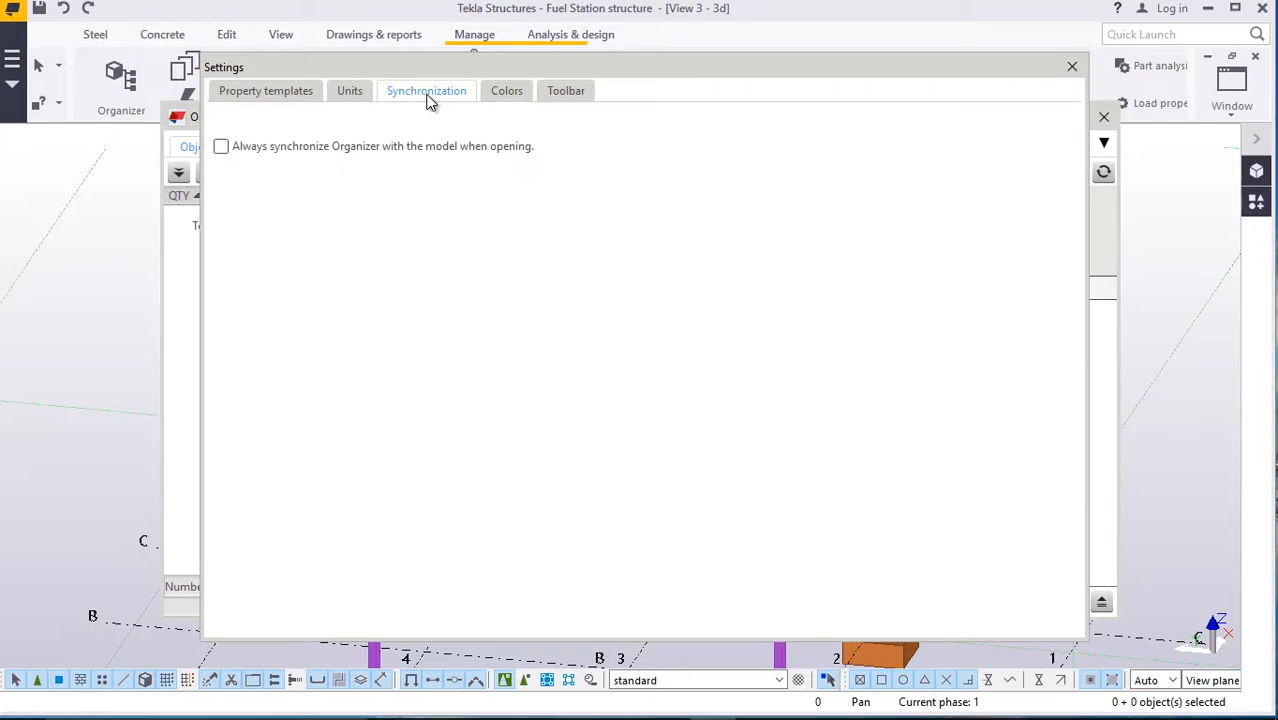 Tekla Structures - Fuel Station structure - [View 3 - 3d]
? Log in
Steel Concrete Edit View Drawings & reports Manage Analysis & design Quick Launch
Settings
Part analysi
Property templates Units Synchronization Colors Toolbar
Organizer
Load prope
Window
O
Always synchronize Organizer with the model when opening.
Obj
QTY
C
Numbe
B
C
Z
4 B 3 2 1
standard
Auto
View plane
0 Pan Current phase: 1 0 + 0 object(s) selected